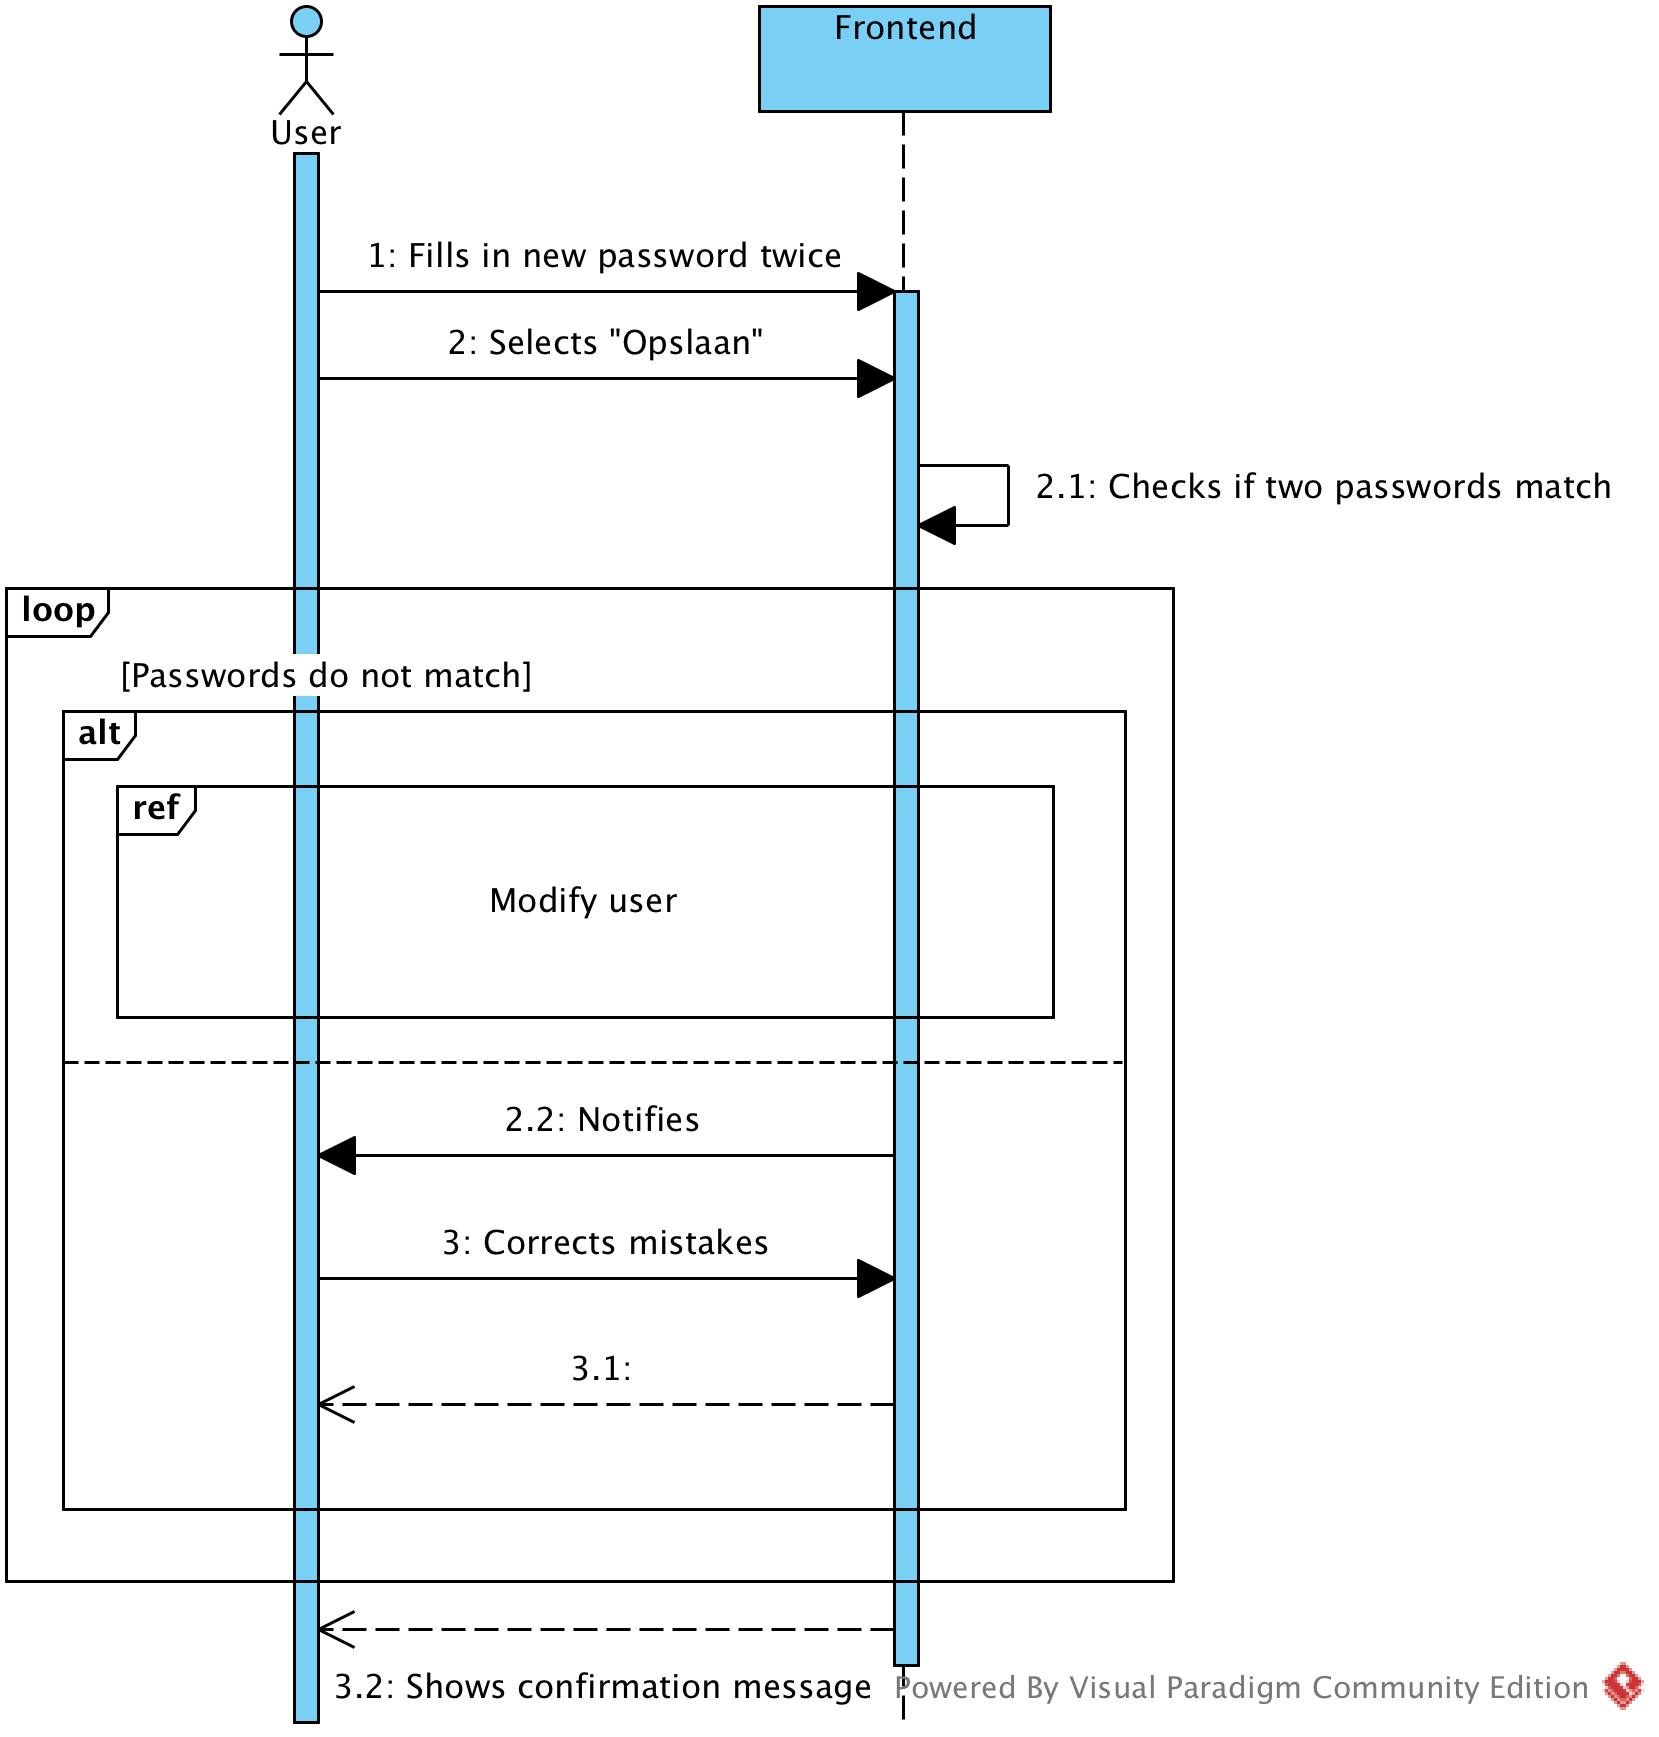 Frontend
User
1: Fills in new password twice
2: Selects "Opslaan"
2.1: Checks if two passwords match
loop
[Passwords do not match]
alt
ref
Modify user
2.2: Notifies
3: Corrects mistakes
3.1:
3.2: Shows confirmation message
Powered By Visual Paradigm Community Edition